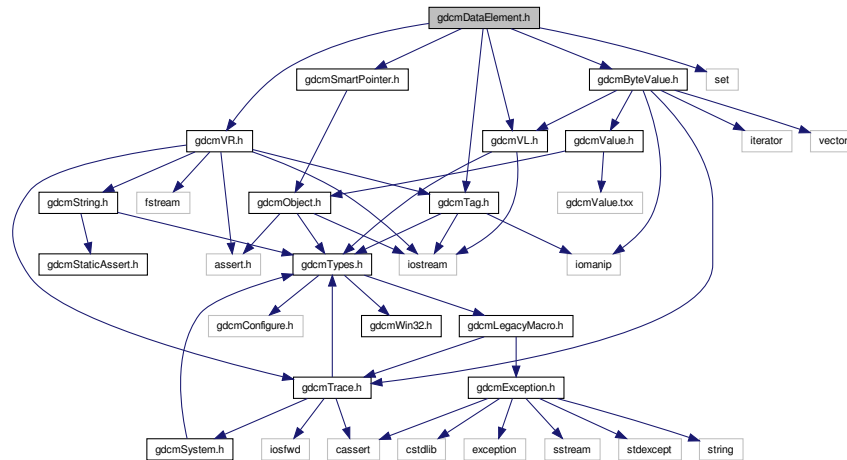 gdcmDataElement.h
gdcmSmartPointer.h
gdcmByteValue.h
set
gdcmVR.h
gdcmVL.h
gdcmValue.h
iterator
vector
gdcmString.h
fstream
gdcmObject.h
gdcmTag.h
gdcmValue.txx
gdcmStaticAssert.h
assert.h
gdcmTypes.h
iostream
iomanip
gdcmConfigure.h
gdcmWin32.h
gdcmLegacyMacro.h
gdcmTrace.h
gdcmException.h
gdcmSystem.h
iosfwd
cassert
cstdlib
exception
sstream
stdexcept
string